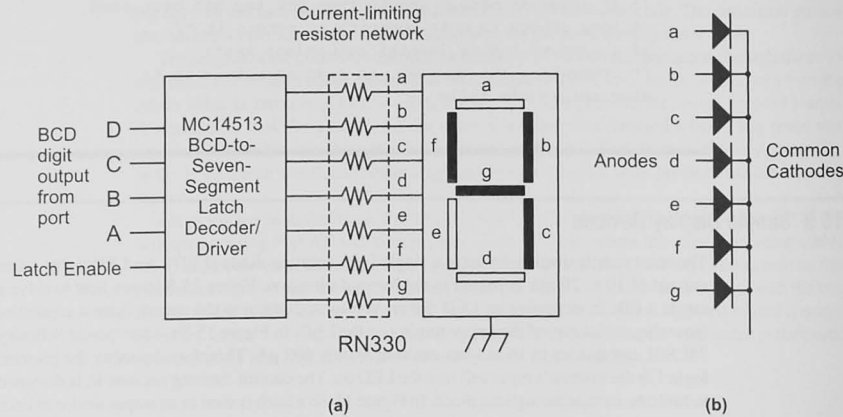 Current-limiting
resistor network
BCD
digit
output
from
port
D
C
B
A
Latch Enable
MC14513
BCD-to-
Seven-
Segment
Latch
Decoder/
Driver
a
b
c
d
e
f
g
RN330
a
f
b
g
e
c
d
(a)
a
b
c
Anodes d
e
f
g
Common
Cathodes
(b)